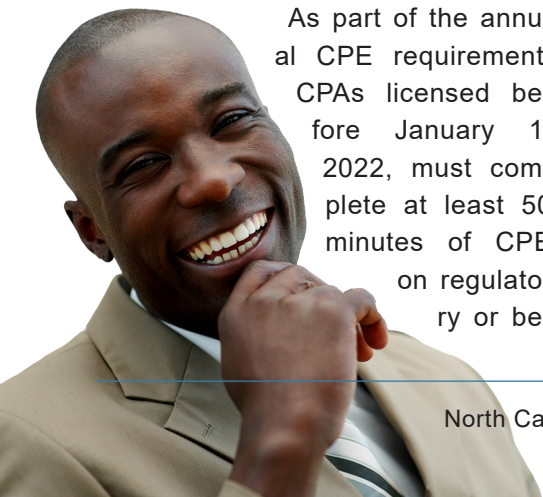 As part of the annu
al CPE requirement
CPAs licensed be
fore January 1
2022, must com
plete at least 50
minutes of CPE
on regulato
ry or be
North Ca